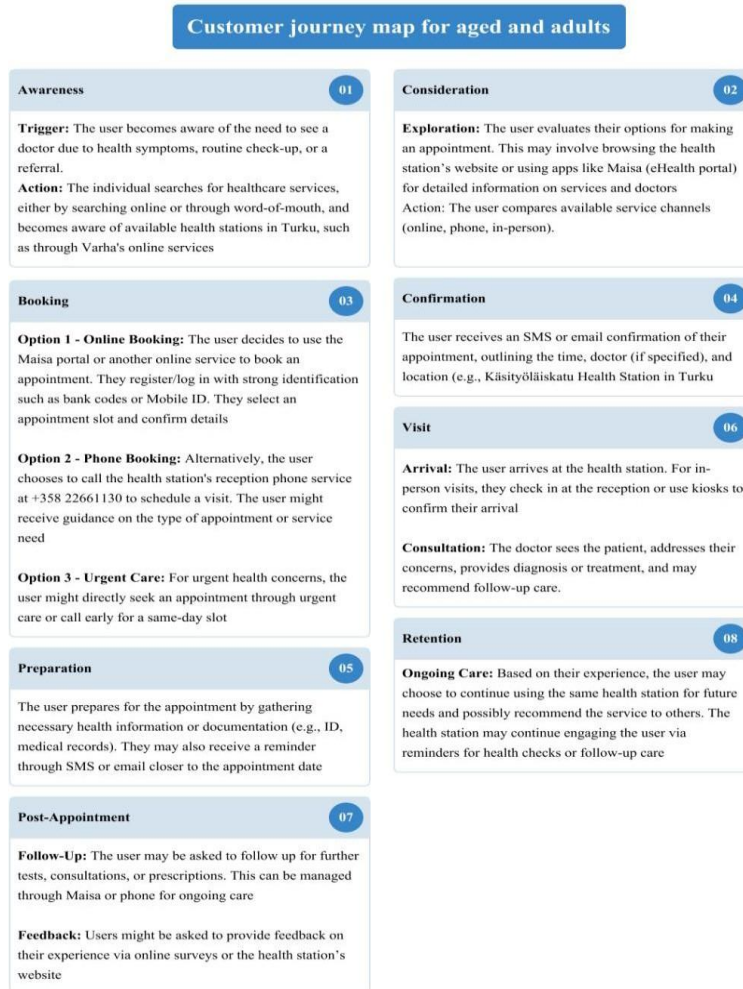 Customer journey map for aged and adults
Awareness
01
Trigger: The user becomes aware of the need to see a
doctor due to health symptoms, routine check-up, or a
referral.
Action: The individual searches for healthcare services,
either by searching online or through word-of-mouth, and
becomes aware of available health stations in Turku, such
as through Varha's online services
Consideration
02
Exploration: The user evaluates their options for making
an appointment. This may involve browsing the health
station's website or using apps like Maisa (eHealth portal)
for detailed information on services and doctors
Action: The user compares available service channels
(online, phone, in-person).
Booking
03
Option 1 - Online Booking: The user decides to use the
Maisa portal or another online service to book an
appointment. They register/log in with strong identification
such as bank codes or Mobile ID. They select an
appointment slot and confirm details
Option 2 - Phone Booking: Alternatively, the user
chooses to call the health station's reception phone service
at +358 22661130 to schedule a visit. The user might
receive guidance on the type of appointment or service
need
Option 3 - Urgent Care: For urgent health concerns, the
user might directly seek an appointment through urgent
care or call early for a same-day slot
Confirmation
04
The user receives an SMS or email confirmation of their
appointment, outlining the time, doctor (if specified), and
location (e.g., Käsityöläiskatu Health Station in Turku
Preparation
05
The user prepares for the appointment by gathering
necessary health information or documentation (e.g., ID,
medical records). They may also receive a reminder
through SMS or email closer to the appointment date
Visit
06
Arrival: The user arrives at the health station. For in-
person visits, they check in at the reception or use kiosks to
confirm their arrival
Consultation: The doctor sees the patient, addresses their
concerns, provides diagnosis or treatment, and may
recommend follow-up care.
Post-Appointment
07
Follow-Up: The user may be asked to follow up for further
tests, consultations, or prescriptions. This can be managed
through Maisa or phone for ongoing care
Feedback: Users might be asked to provide feedback on
their experience via online surveys or the health station's
website
Retention
08
Ongoing Care: Based on their experience, the user may
choose to continue using the same health station for future
needs and possibly recommend the service to others. The
health station may continue engaging the user via
reminders for health checks or follow-up care